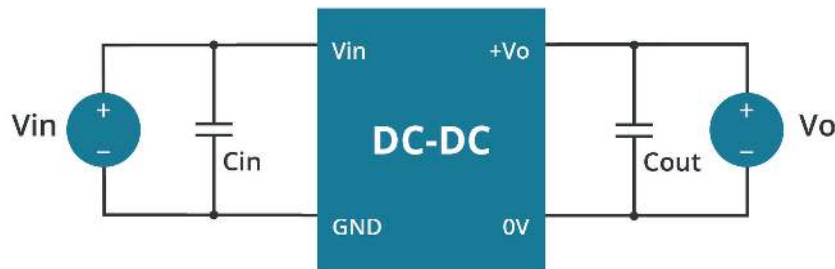 Vin +Vo
+ +
Vin DC-DC Vo
− −
Cin Cout
GND 0V